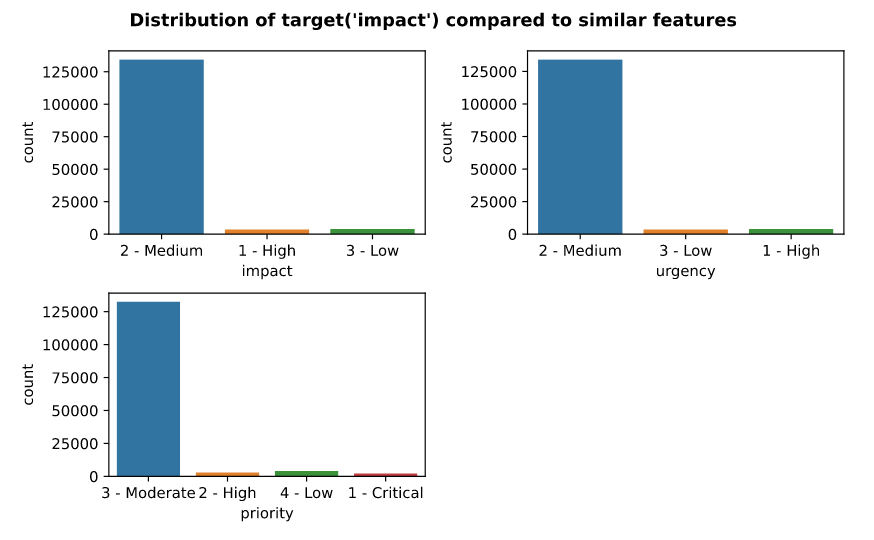 Distribution of target('impact') compared to similar features
count
125000
100000
75000
50000
25000
0
2 - Medium 1 - High 3 - Low
impact
count
125000
100000
75000
50000
25000
0
2 - Medium 3 - Low 1 - High
urgency
count
125000
100000
75000
50000
25000
0
3 - Moderate 2 - High 4 - Low 1 - Critical
priority